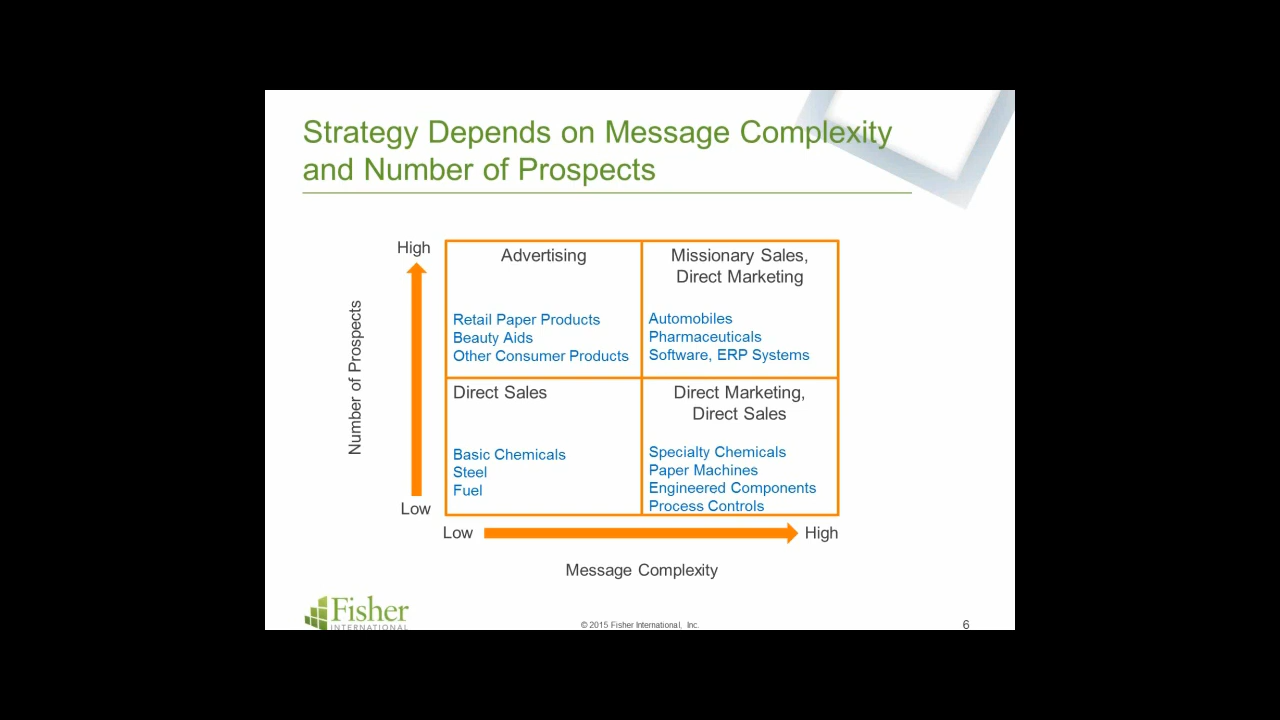 Strategy Depends on Message Complexity
and Number of Prospects
High
Number of Prospects
Low
Advertising
Retail Paper Products
Beauty Aids
Other Consumer Products
Missionary Sales,
Direct Marketing
Automobiles
Pharmaceuticals
Software, ERP Systems
Direct Sales
Basic Chemicals
Steel
Fuel
Direct Marketing,
Direct Sales
Specialty Chemicals
Paper Machines
Engineered Components
Process Controls
Low
High
Message Complexity
Fisher
INTERNATIONAL
© 2015 Fisher International, Inc.
6